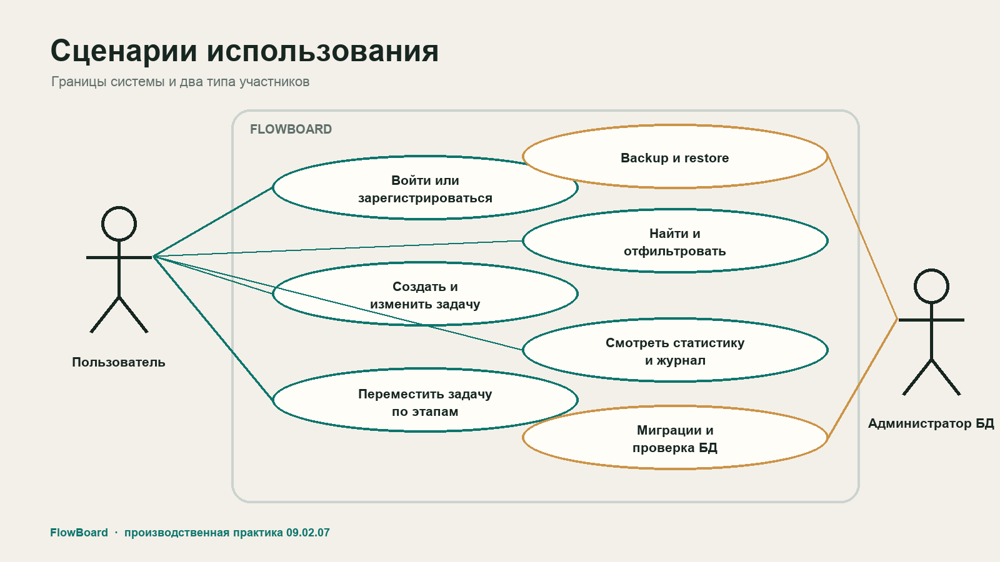 Сценарии использования
Границы системы и два типа участников
FLOWBOARD
Backup и restore
Войти или
зарегистрироваться
Найти и
отфильтровать
Создать и
изменить задачу
Смотреть статистику
и журнал
Пользователь
Переместить задачу
по этапам
Администратор БД
Миграции и
проверка БД
FlowBoard · производственная практика 09.02.07